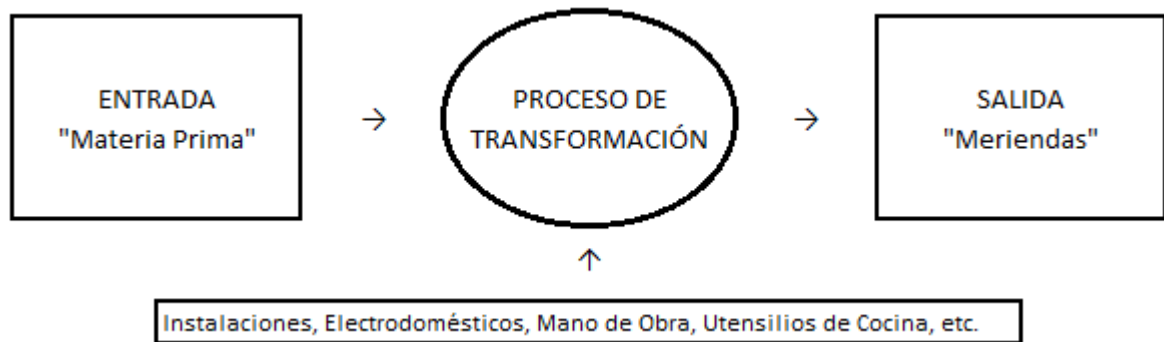 ENTRADA
"Materia Prima"
→
PROCESO DE
TRANSFORMACIÓN
→
SALIDA
"Meriendas"
↑
Instalaciones, Electrodomésticos, Mano de Obra, Utensilios de Cocina, etc.